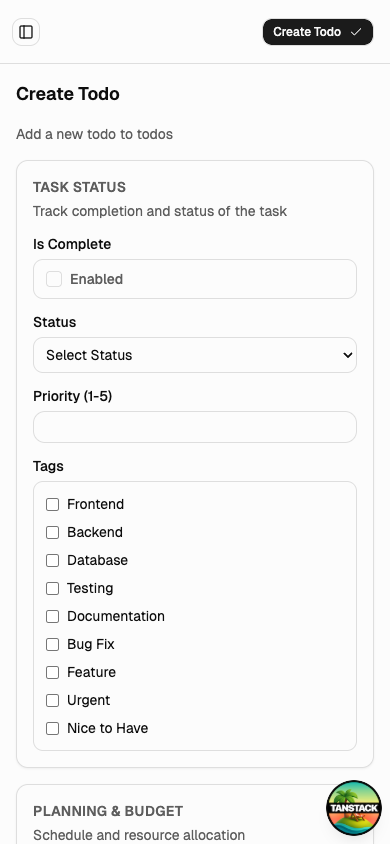 Create Todo
Create Todo
Add a new todo to todos
TASK STATUS
Track completion and status of the task
Is Complete
Enabled
Status
Select Status
Priority (1-5)
Tags
Frontend
Backend
Database
Testing
Documentation
Bug Fix
Feature
Urgent
Nice to Have
PLANNING & BUDGET
Schedule and resource allocation
TANSTACK